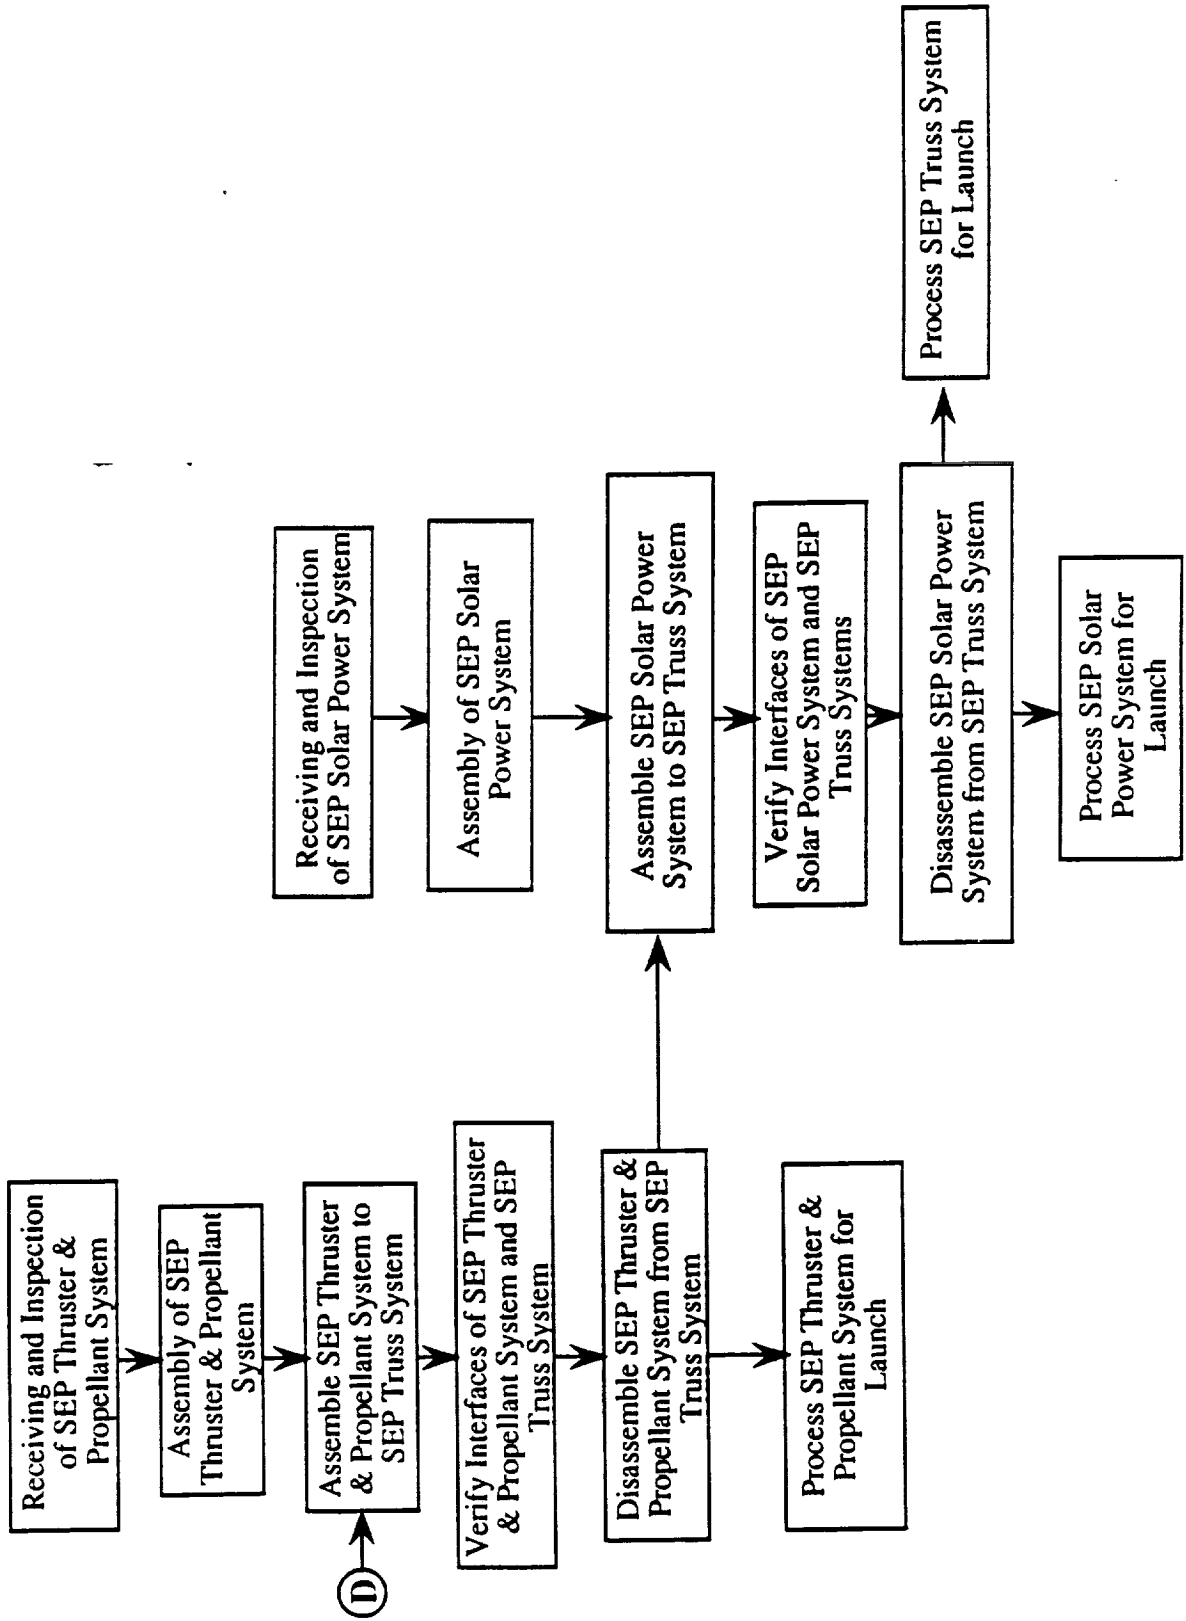 Receiving and Inspection
of SEP Thruster &
Propellant System
Assembly of SEP
Thruster & Propellant
System
D
Assemble SEP Thruster
& Propellant System to
SEP Truss System
Verify Interfaces of SEP Thruster
& Propellant System and SEP
Truss System
Disassemble SEP Thruster &
Propellant System from SEP
Truss System
Process SEP Thruster &
Propellant System for
Launch
Receiving and Inspection
of SEP Solar Power System
Assembly of SEP Solar
Power System
Assemble SEP Solar Power
System to SEP Truss System
Verify Interfaces of SEP
Solar Power System and SEP
Truss Systems
Disassemble SEP Solar Power
System from SEP Truss System
Process SEP Solar
Power System for
Launch
Process SEP Truss System
for Launch